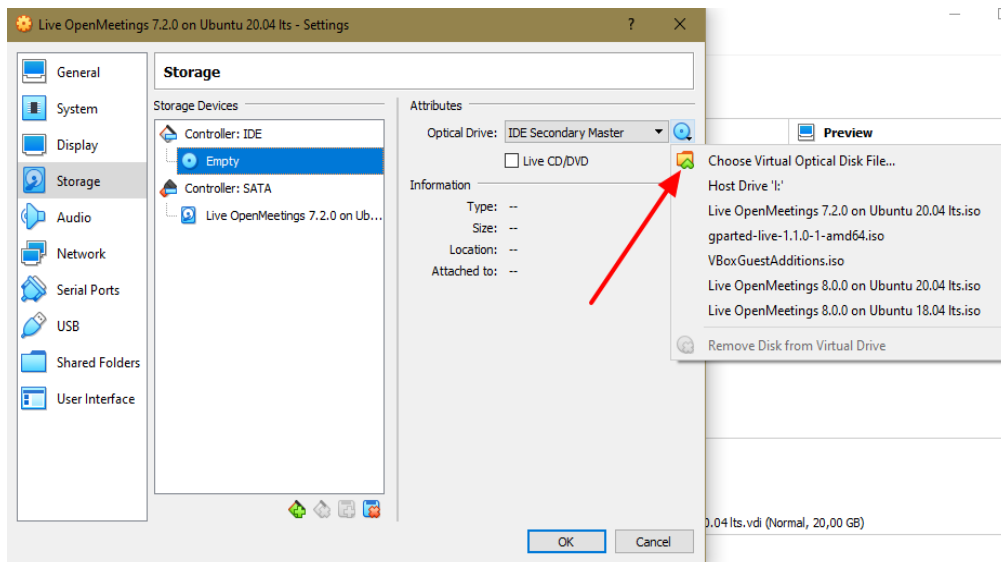 Live OpenMeetings 7.2.0 on Ubuntu 20.04 lts - Settings
?
General
System
Display
Storage
Audio
Network
Serial Ports
USB
Shared Folders
User Interface
Storage
Storage Devices
Controller: IDE
Empty
Controller: SATA
Live OpenMeetings 7.2.0 on Ub...
Attributes
Optical Drive: IDE Secondary Master
Live CD/DVD
Information
Type: --
Size: --
Location: --
Attached to: --
OK Cancel
Preview
Choose Virtual Optical Disk File...
Host Drive 'I:'
Live OpenMeetings 7.2.0 on Ubuntu 20.04 lts.iso
gparted-live-1.1.0-1-amd64.iso
VBoxGuestAdditions.iso
Live OpenMeetings 8.0.0 on Ubuntu 20.04 lts.iso
Live OpenMeetings 8.0.0 on Ubuntu 18.04 lts.iso
Remove Disk from Virtual Drive
0.04 lts.vdi (Normal, 20,00 GB)